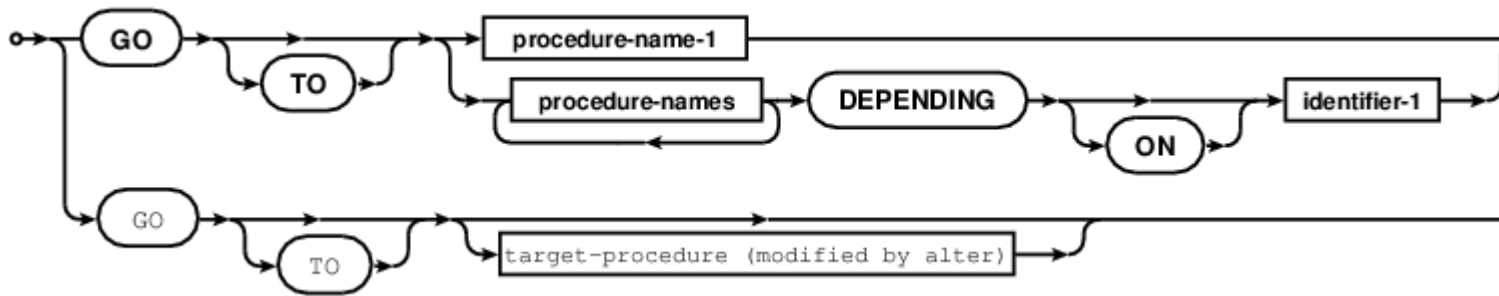 GO procedure-name-1
TO procedure-names DEPENDING identifier-1
ON
GO
TO target-procedure (modified by alter)